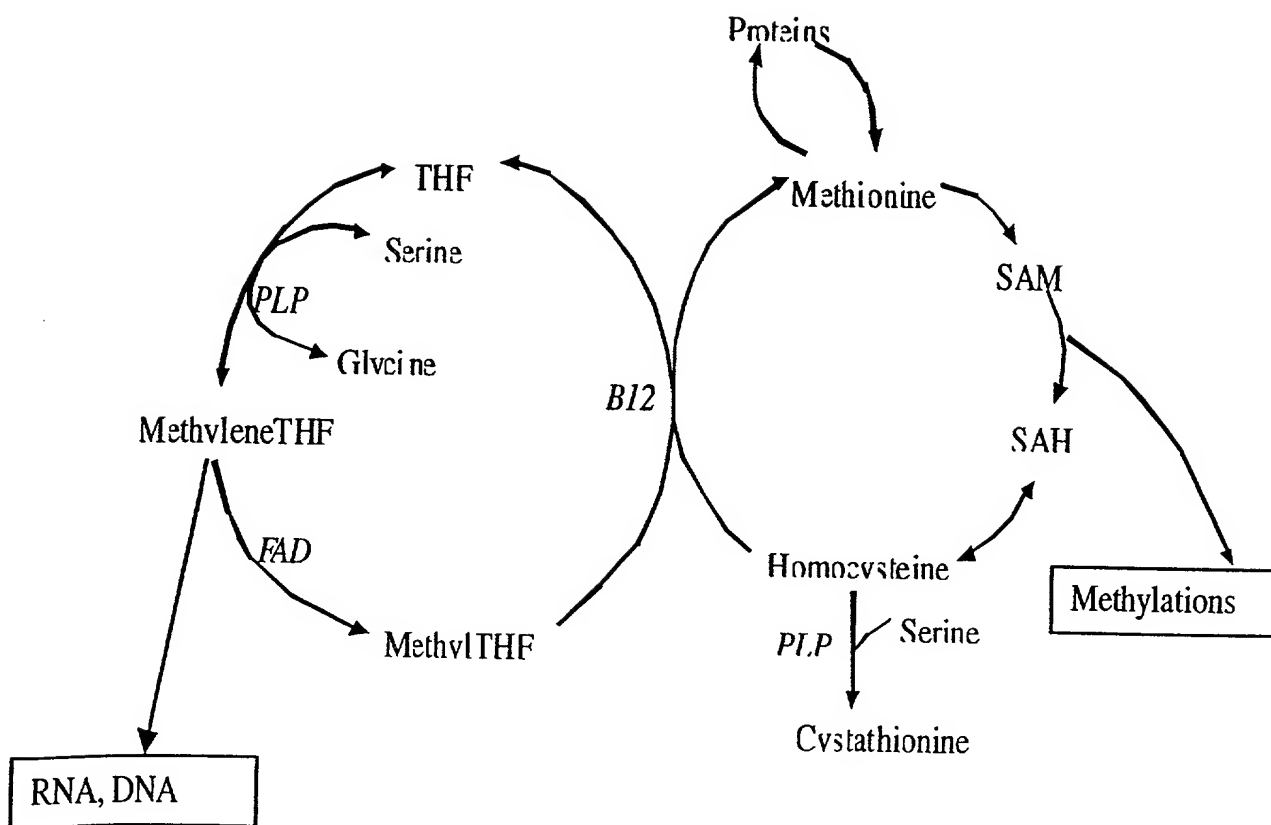 Proteins
THF
Methionine
Serine
SAM
PLP
Glycine
B12
MethyleneTHF
SAH
FAD
Homocysteine
Methylations
MethylTHF
PLP
Serine
Cystathionine
RNA, DNA